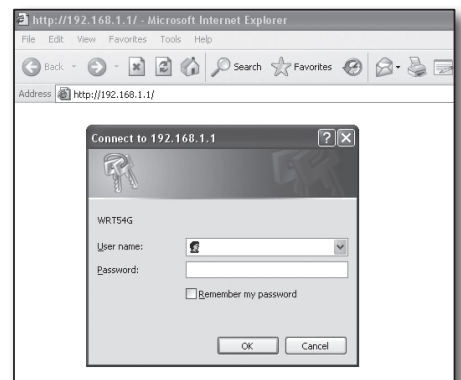 http://192.168.1.1/ - Microsoft Internet Explorer
File Edit View Favorites Tools Help
Back Search Favorites
Address http://192.168.1.1/
Connect to 192.168.1.1
WRT54G
User name:
Password:
Remember my password
OK Cancel